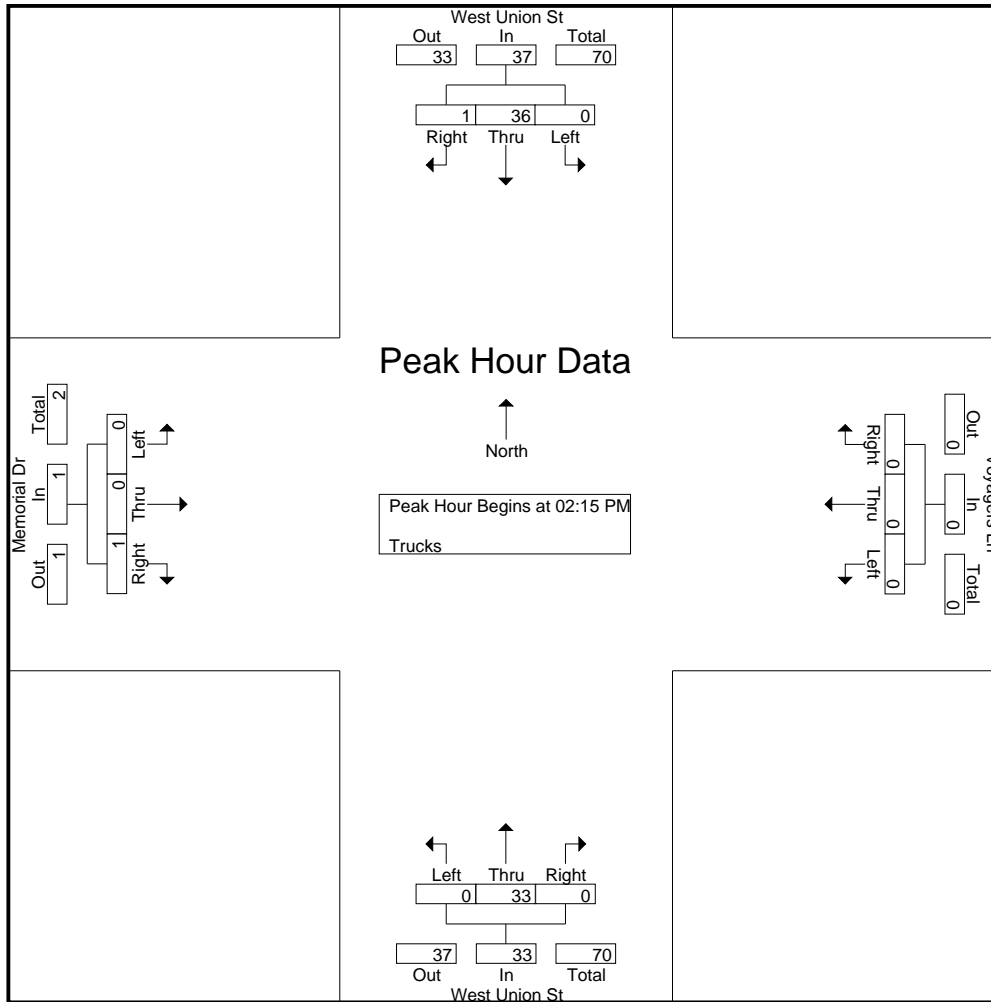 West Union St
Out In Total
33 37 70
1 36 0
Right Thru Left
Peak Hour Data
North
Peak Hour Begins at 02:15 PM
Trucks
Memorial Dr
Out In Total
1 1 2
Right Thru Left
1 0 0
Right Thru Left
0 0 0
Out In Total
0 0 0
Left Thru Right
0 33 0
37 33 70
Out In Total
West Union St